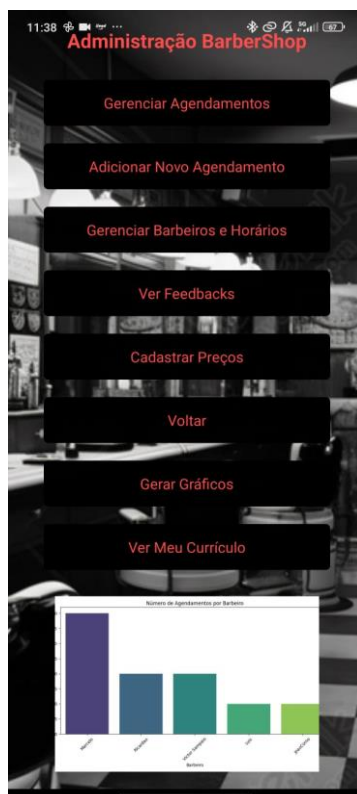 11:38
67
Administração BarberShop
Gerenciar Agendamentos
Adicionar Novo Agendamento
Gerenciar Barbeiros e Horários
Ver Feedbacks
Cadastrar Preços
Voltar
Gerar Gráficos
Ver Meu Currículo
Número de Agendamentos por Barbeiro
Barbeiro